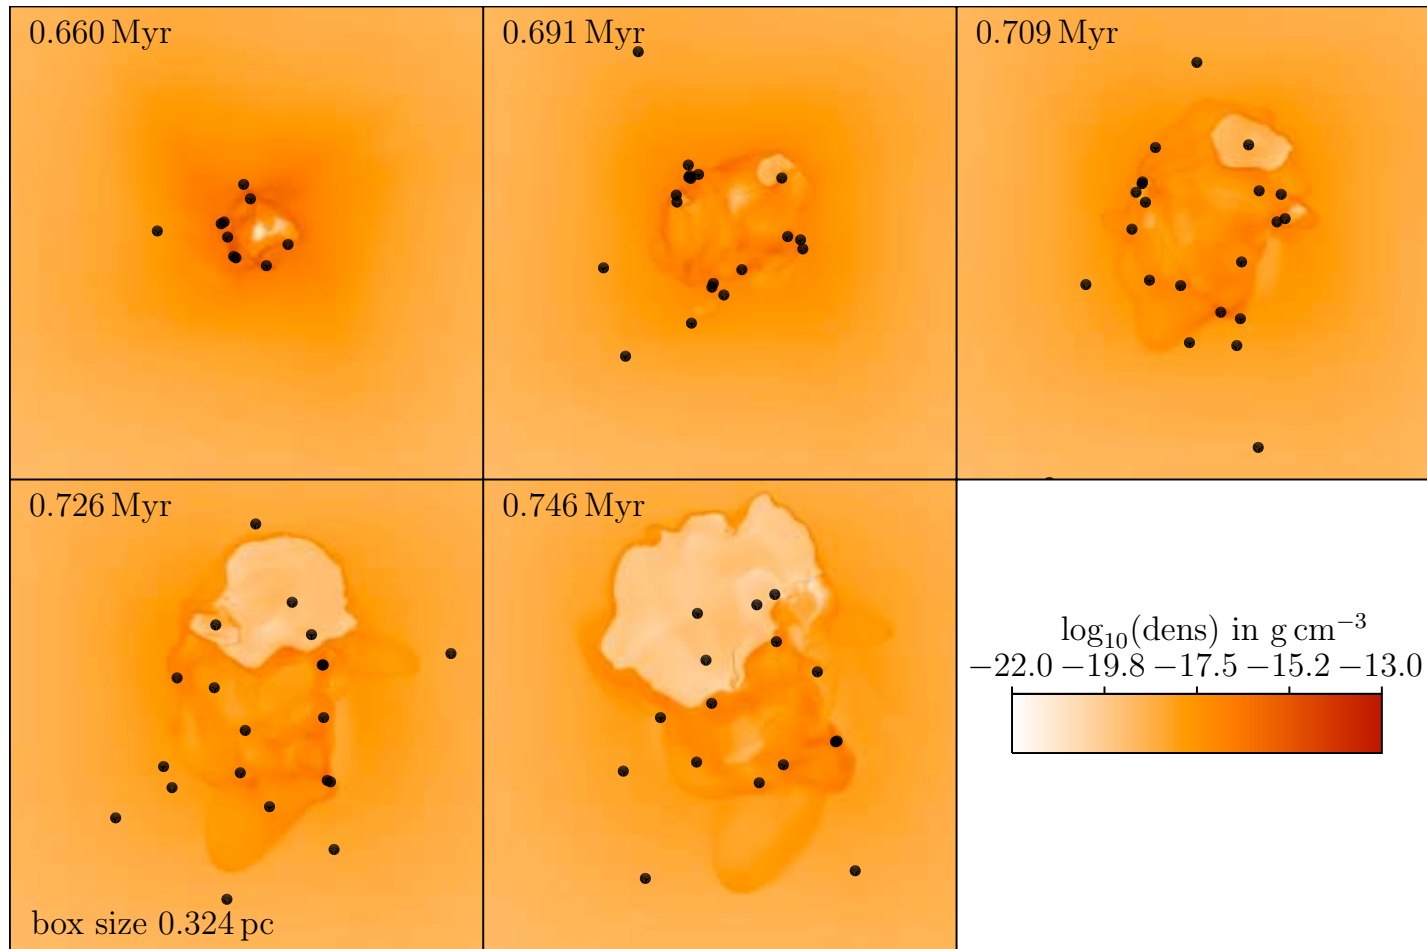 0.660 Myr
0.691 Myr
0.709 Myr
0.726 Myr
0.746 Myr
box size 0.324 pc
log₁₀(dens) in g cm⁻³
−22.0 −19.8 −17.5 −15.2 −13.0